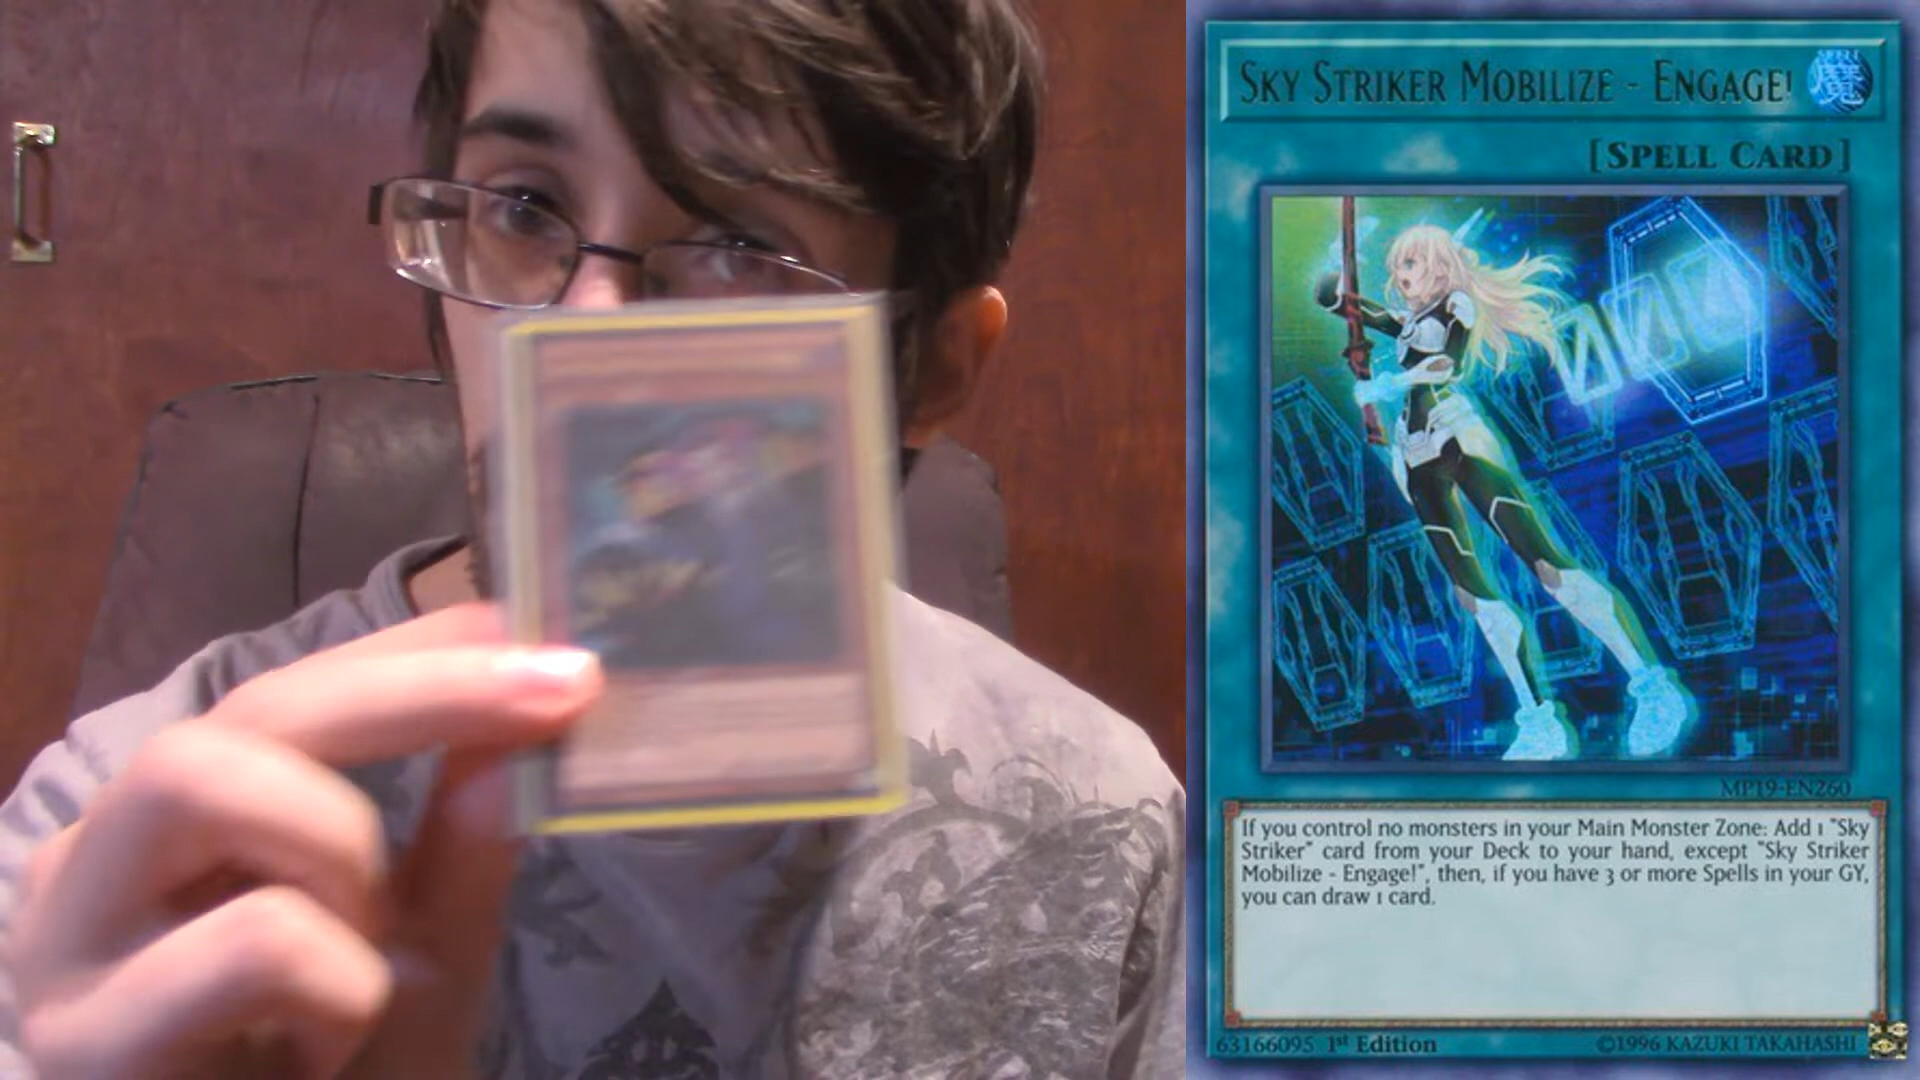 SKY STRIKER MOBILIZE - ENGAGE!
魔
[SPELL CARD]
MP19-EN260
If you control no monsters in your Main Monster Zone: Add 1 "Sky
Striker" card from your Deck to your hand, except "Sky Striker
Mobilize - Engage!", then, if you have 3 or more Spells in your GY,
you can draw 1 card.
63166095 1st Edition
©1996 KAZUKI TAKAHASHI